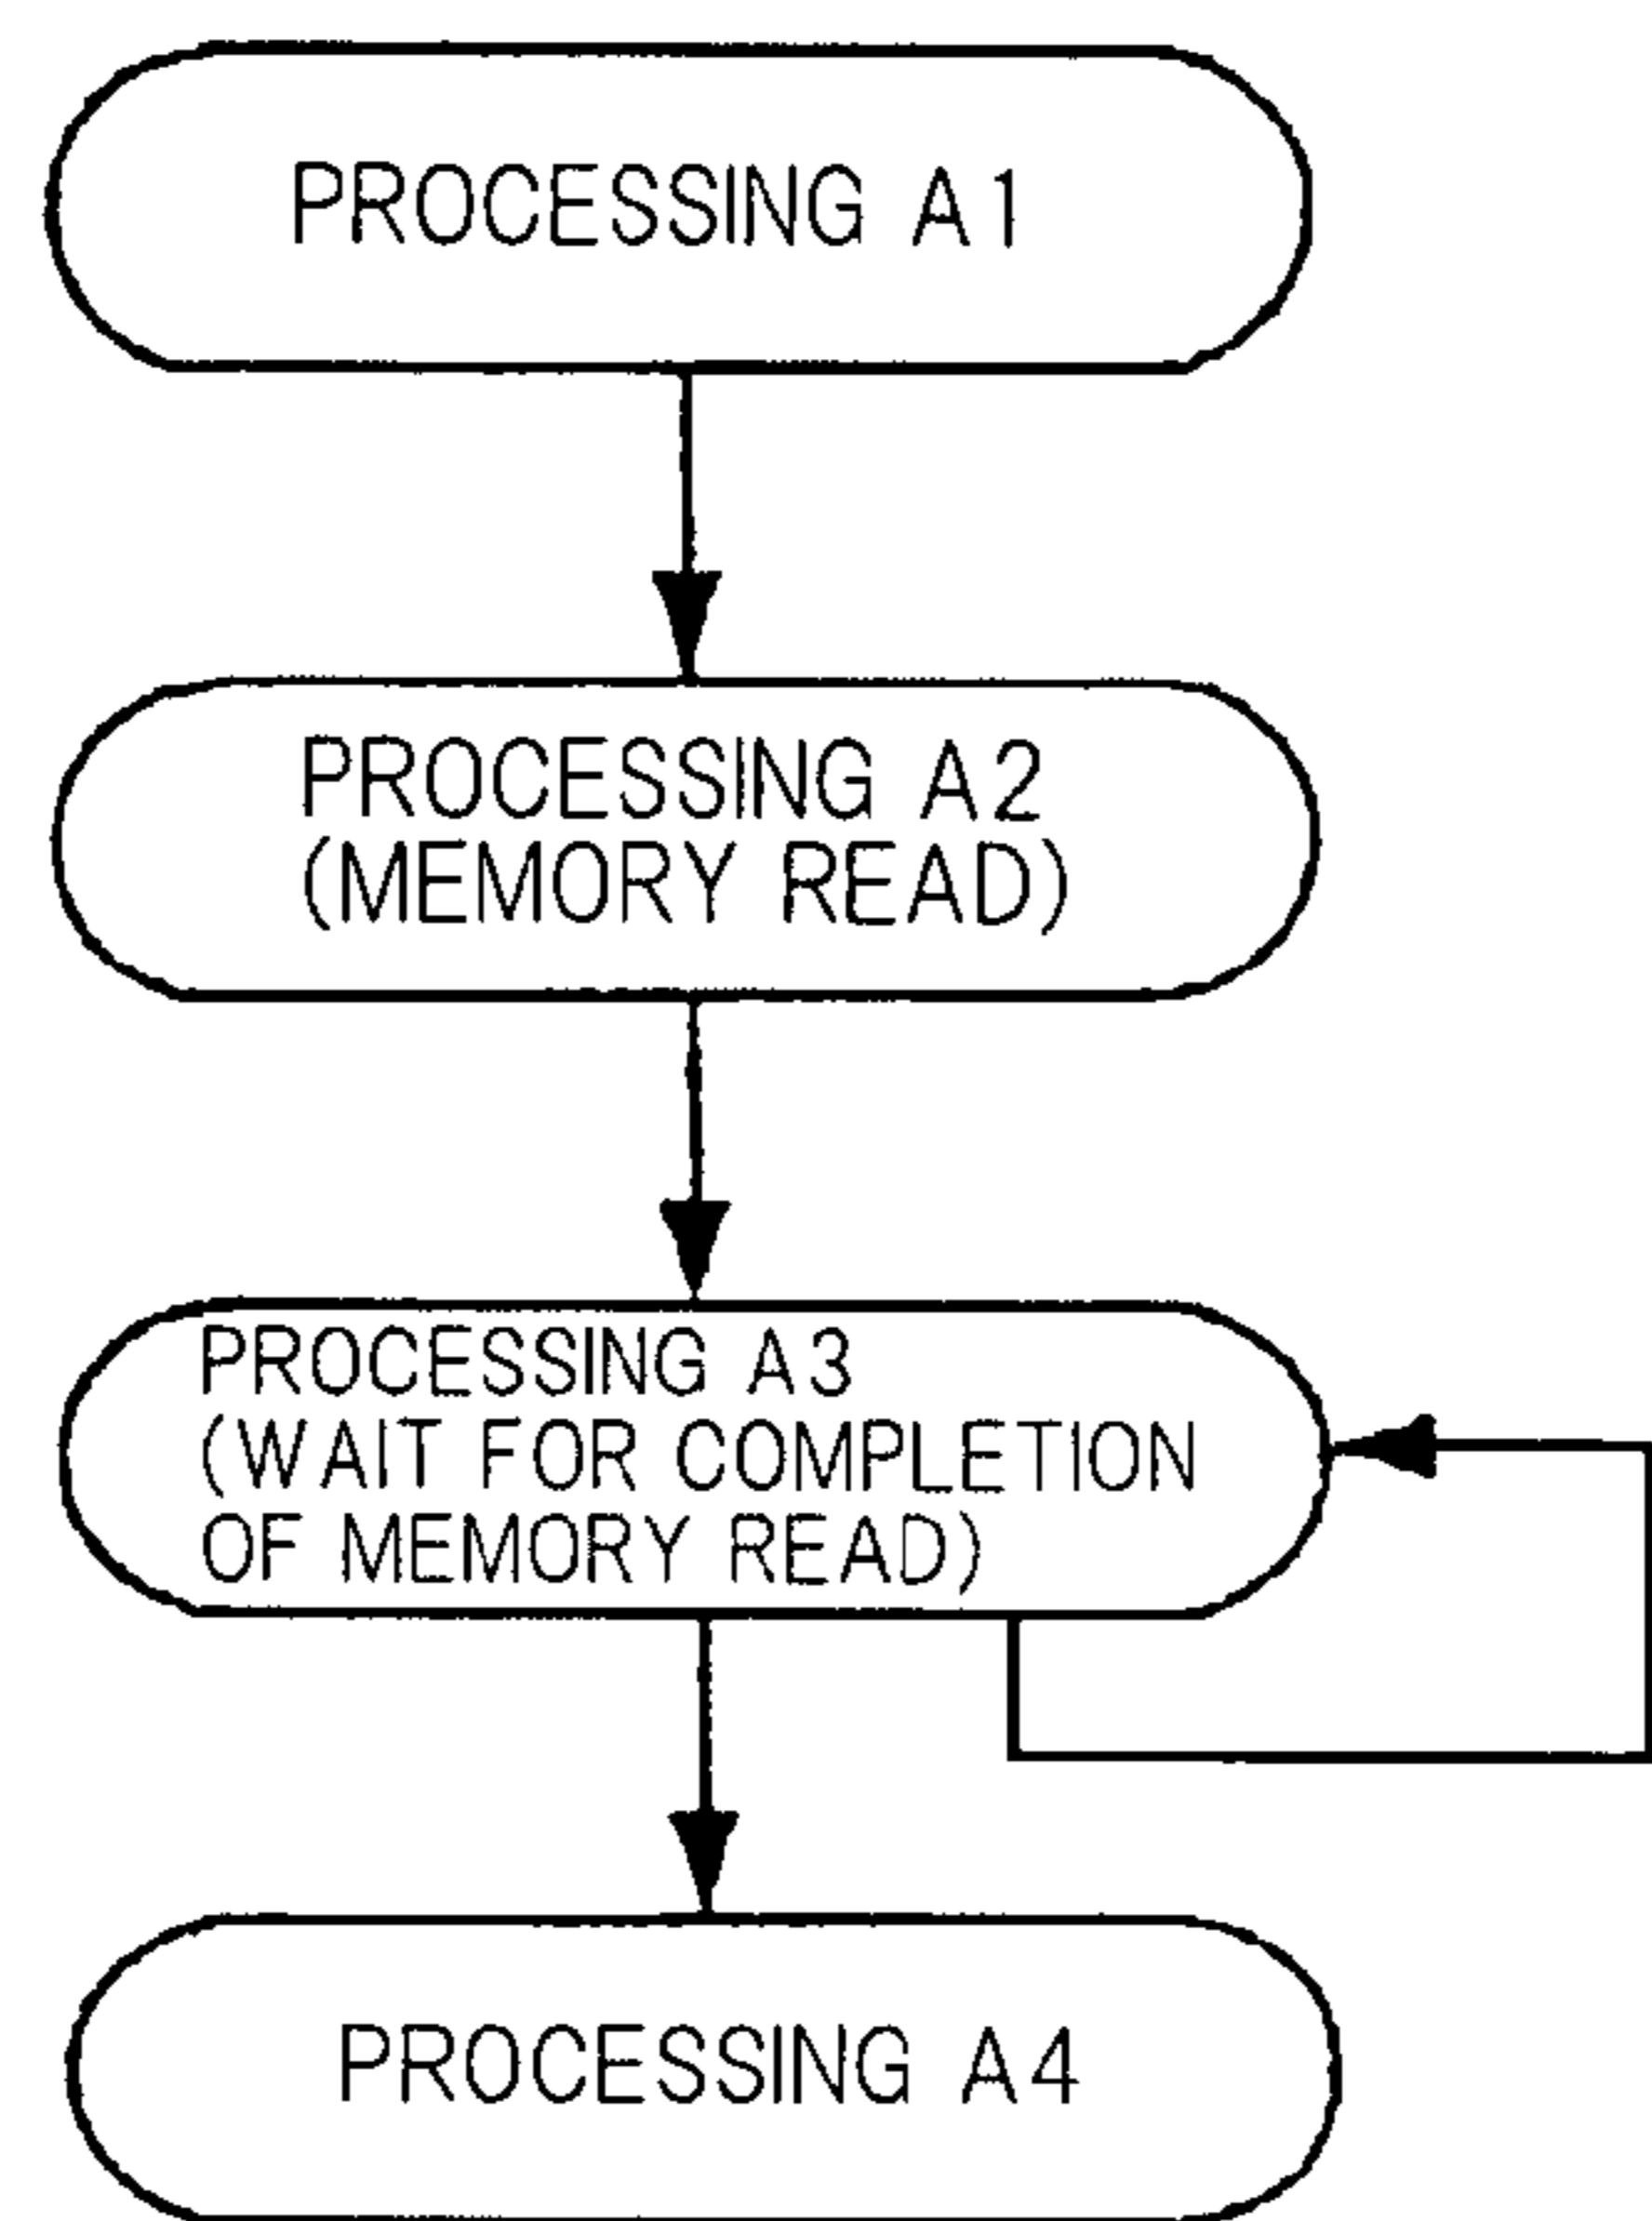 PROCESSING A1
PROCESSING A2
(MEMORY READ)
PROCESSING A3
(WAIT FOR COMPLETION
OF MEMORY READ)
PROCESSING A4